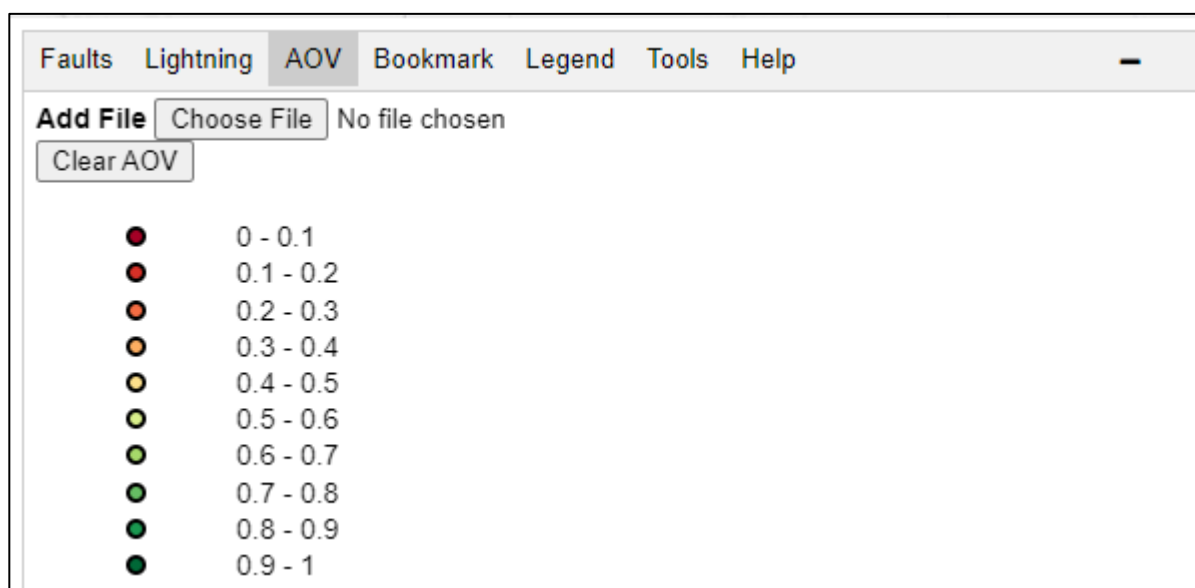 Faults Lightning AOV Bookmark Legend Tools Help
Add File Choose File No file chosen
Clear AOV
0 - 0.1
0.1 - 0.2
0.2 - 0.3
0.3 - 0.4
0.4 - 0.5
0.5 - 0.6
0.6 - 0.7
0.7 - 0.8
0.8 - 0.9
0.9 - 1